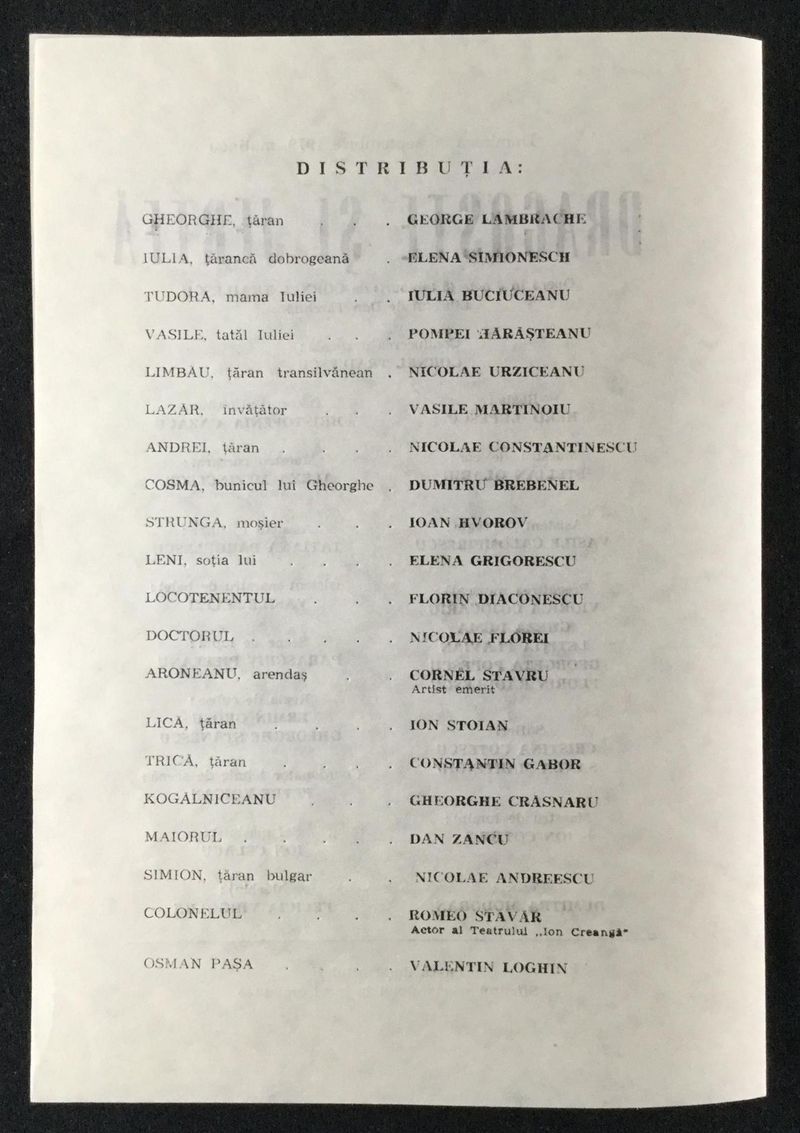 DISTRIBUȚIA:
GHEORGHE, țăran . . . GEORGE LAMBRACHE
IULIA, țărancă dobrogeană . ELENA SIMIONESCH
TUDORA, mama Iuliei . . IULIA BUCIUCEANU
VASILE, tatăl Iuliei . . . POMPEI HĂRĂȘTEANU
LIMBĂU, țăran transilvănean . NICOLAE URZICEANU
LAZĂR, învățător . . . VASILE MARTINOIU
ANDREI, țăran . . . . NICOLAE CONSTANTINESCU
COSMA, bunicul lui Gheorghe . DUMITRU BREBENEL
STRUNGA, moșier . . . IOAN HVOROV
LENI, soția lui . . . . ELENA GRIGORESCU
LOCOTENENTUL . . . FLORIN DIACONESCU
DOCTORUL . . . . . NICOLAE FLOREI
ARONEANU, arendaș . . CORNEL STAVRU
Artist emerit
LICĂ, țăran . . . . ION STOIAN
TRICĂ, țăran . . . . CONSTANTIN GABOR
KOGĂLNICEANU . . . GHEORGHE CRĂSNARU
MAIORUL . . . . . DAN ZANCU
SIMION, țăran bulgar . . NICOLAE ANDREESCU
COLONELUL . . . . ROMEO STAVĂR
Actor al Teatrului „Ion Creangă"
OSMAN PAȘA . . . . VALENTIN LOGHIN